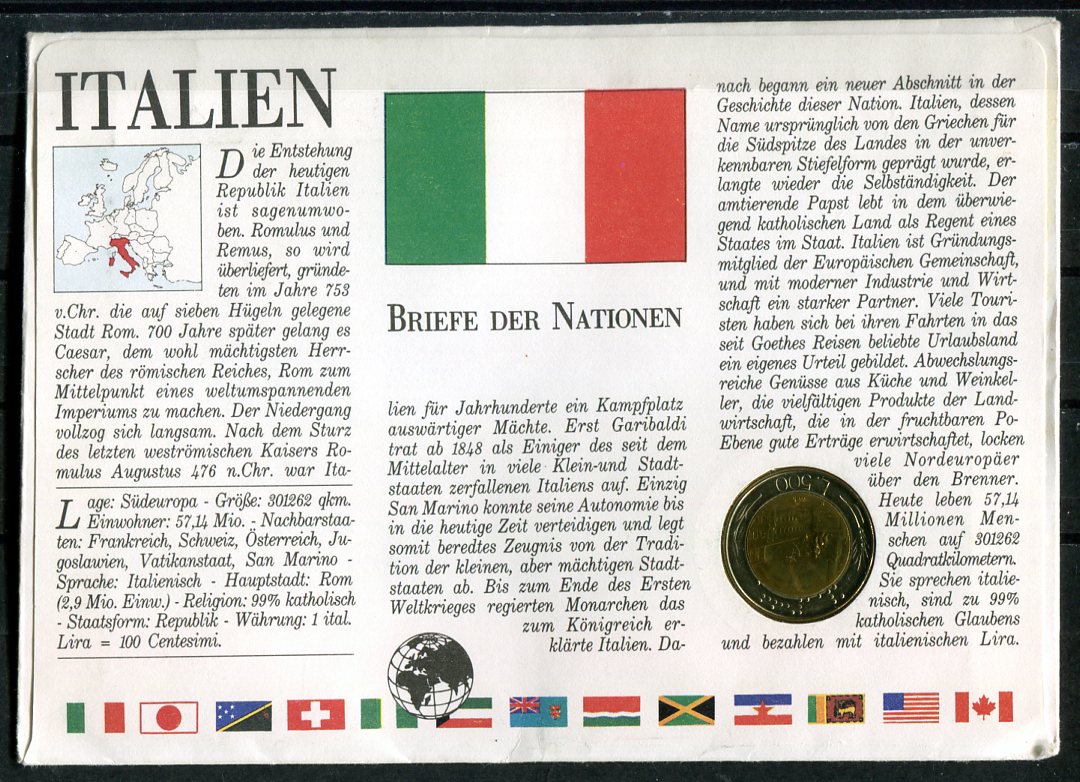 ITALIEN
Die Entstehung
der heutigen
Republik Italien
ist sagenumwo-
ben. Romulus und
Remus, so wird
überliefert, gründe-
ten im Jahre 753
v.Chr. die auf sieben Hügeln gelegene
Stadt Rom. 700 Jahre später gelang es
Caesar, dem wohl mächtigsten Herr-
scher des römischen Reiches, Rom zum
Mittelpunkt eines weltumspannenden
Imperiums zu machen. Der Niedergang
vollzog sich langsam. Nach dem Sturz
des letzten weströmischen Kaisers Ro-
mulus Augustus 476 n.Chr. war Ita-
Lage: Südeuropa - Größe: 301262 qkm.
Einwohner: 57,14 Mio. - Nachbarstaa-
ten: Frankreich, Schweiz, Österreich, Ju-
goslawien, Vatikanstaat, San Marino -
Sprache: Italienisch - Hauptstadt: Rom
(2,9 Mio. Einw.) - Religion: 99% katholisch
- Staatsform: Republik - Währung: 1 ital.
Lira = 100 Centesimi.
BRIEFE DER NATIONEN
lien für Jahrhunderte ein Kampfplatz
auswärtiger Mächte. Erst Garibaldi
trat ab 1848 als Einiger des seit dem
Mittelalter in viele Klein-und Stadt-
staaten zerfallenen Italiens auf. Einzig
San Marino konnte seine Autonomie bis
in die heutige Zeit verteidigen und legt
somit beredtes Zeugnis von der Tradi-
tion der kleinen, aber mächtigen Stadt-
staaten ab. Bis zum Ende des Ersten
Weltkrieges regierten Monarchen das
zum Königreich er-
klärte Italien. Da-
nach begann ein neuer Abschnitt in der
Geschichte dieser Nation. Italien, dessen
Name ursprünglich von den Griechen für
die Südspitze des Landes in der unver-
kennbaren Stiefelform geprägt wurde, er-
langte wieder die Selbständigkeit. Der
amtierende Papst lebt in dem überwie-
gend katholischen Land als Regent eines
Staates im Staat. Italien ist Gründungs-
mitglied der Europäischen Gemeinschaft,
und mit moderner Industrie und Wirt-
schaft ein starker Partner. Viele Touri-
sten haben sich bei ihren Fahrten in das
seit Goethes Reisen beliebte Urlaubsland
ein eigenes Urteil gebildet. Abwechslungs-
reiche Genüsse aus Küche und Weinkel-
ler, die vielfältigen Produkte der Land-
wirtschaft, die in der fruchtbaren Po-
Ebene gute Erträge erwirtschaftet, locken
viele Nordeuropäer
über den Brenner.
Heute leben 57,14
Millionen Men-
schen auf 301262
Quadratkilometern.
Sie sprechen italie-
nisch, sind zu 99%
katholischen Glaubens
und bezahlen mit italienischen Lira.
L. 500